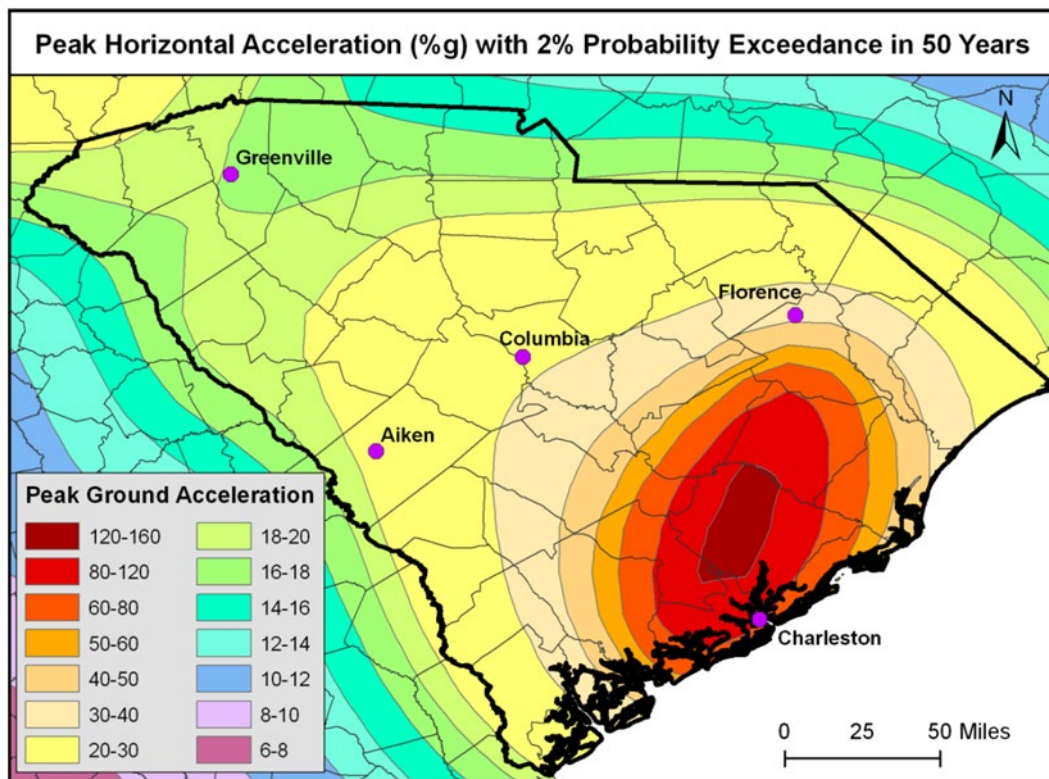 Peak Horizontal Acceleration (%g) with 2% Probability Exceedance in 50 Years
N
Greenville
Florence
Columbia
Aiken
Charleston
Peak Ground Acceleration
120-160
80-120
60-80
50-60
40-50
30-40
20-30
18-20
16-18
14-16
12-14
10-12
8-10
6-8
0 25 50 Miles